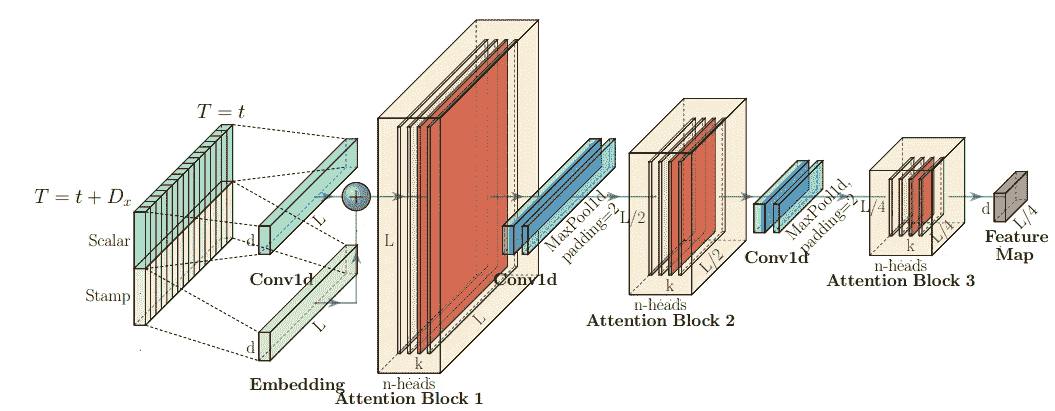 T = t
T = t + Dx
Scalar
Stamp
L
d
Conv1d
L
d
Embedding
L
L
k
n-heads
Attention Block 1
Conv1d
MaxPool1d,
padding=2
L/2
L/2
k
n-heads
Attention Block 2
Conv1d
MaxPool1d,
padding=2
L/4
L/4
k
n-heads
Attention Block 3
d
L/4
Feature
Map